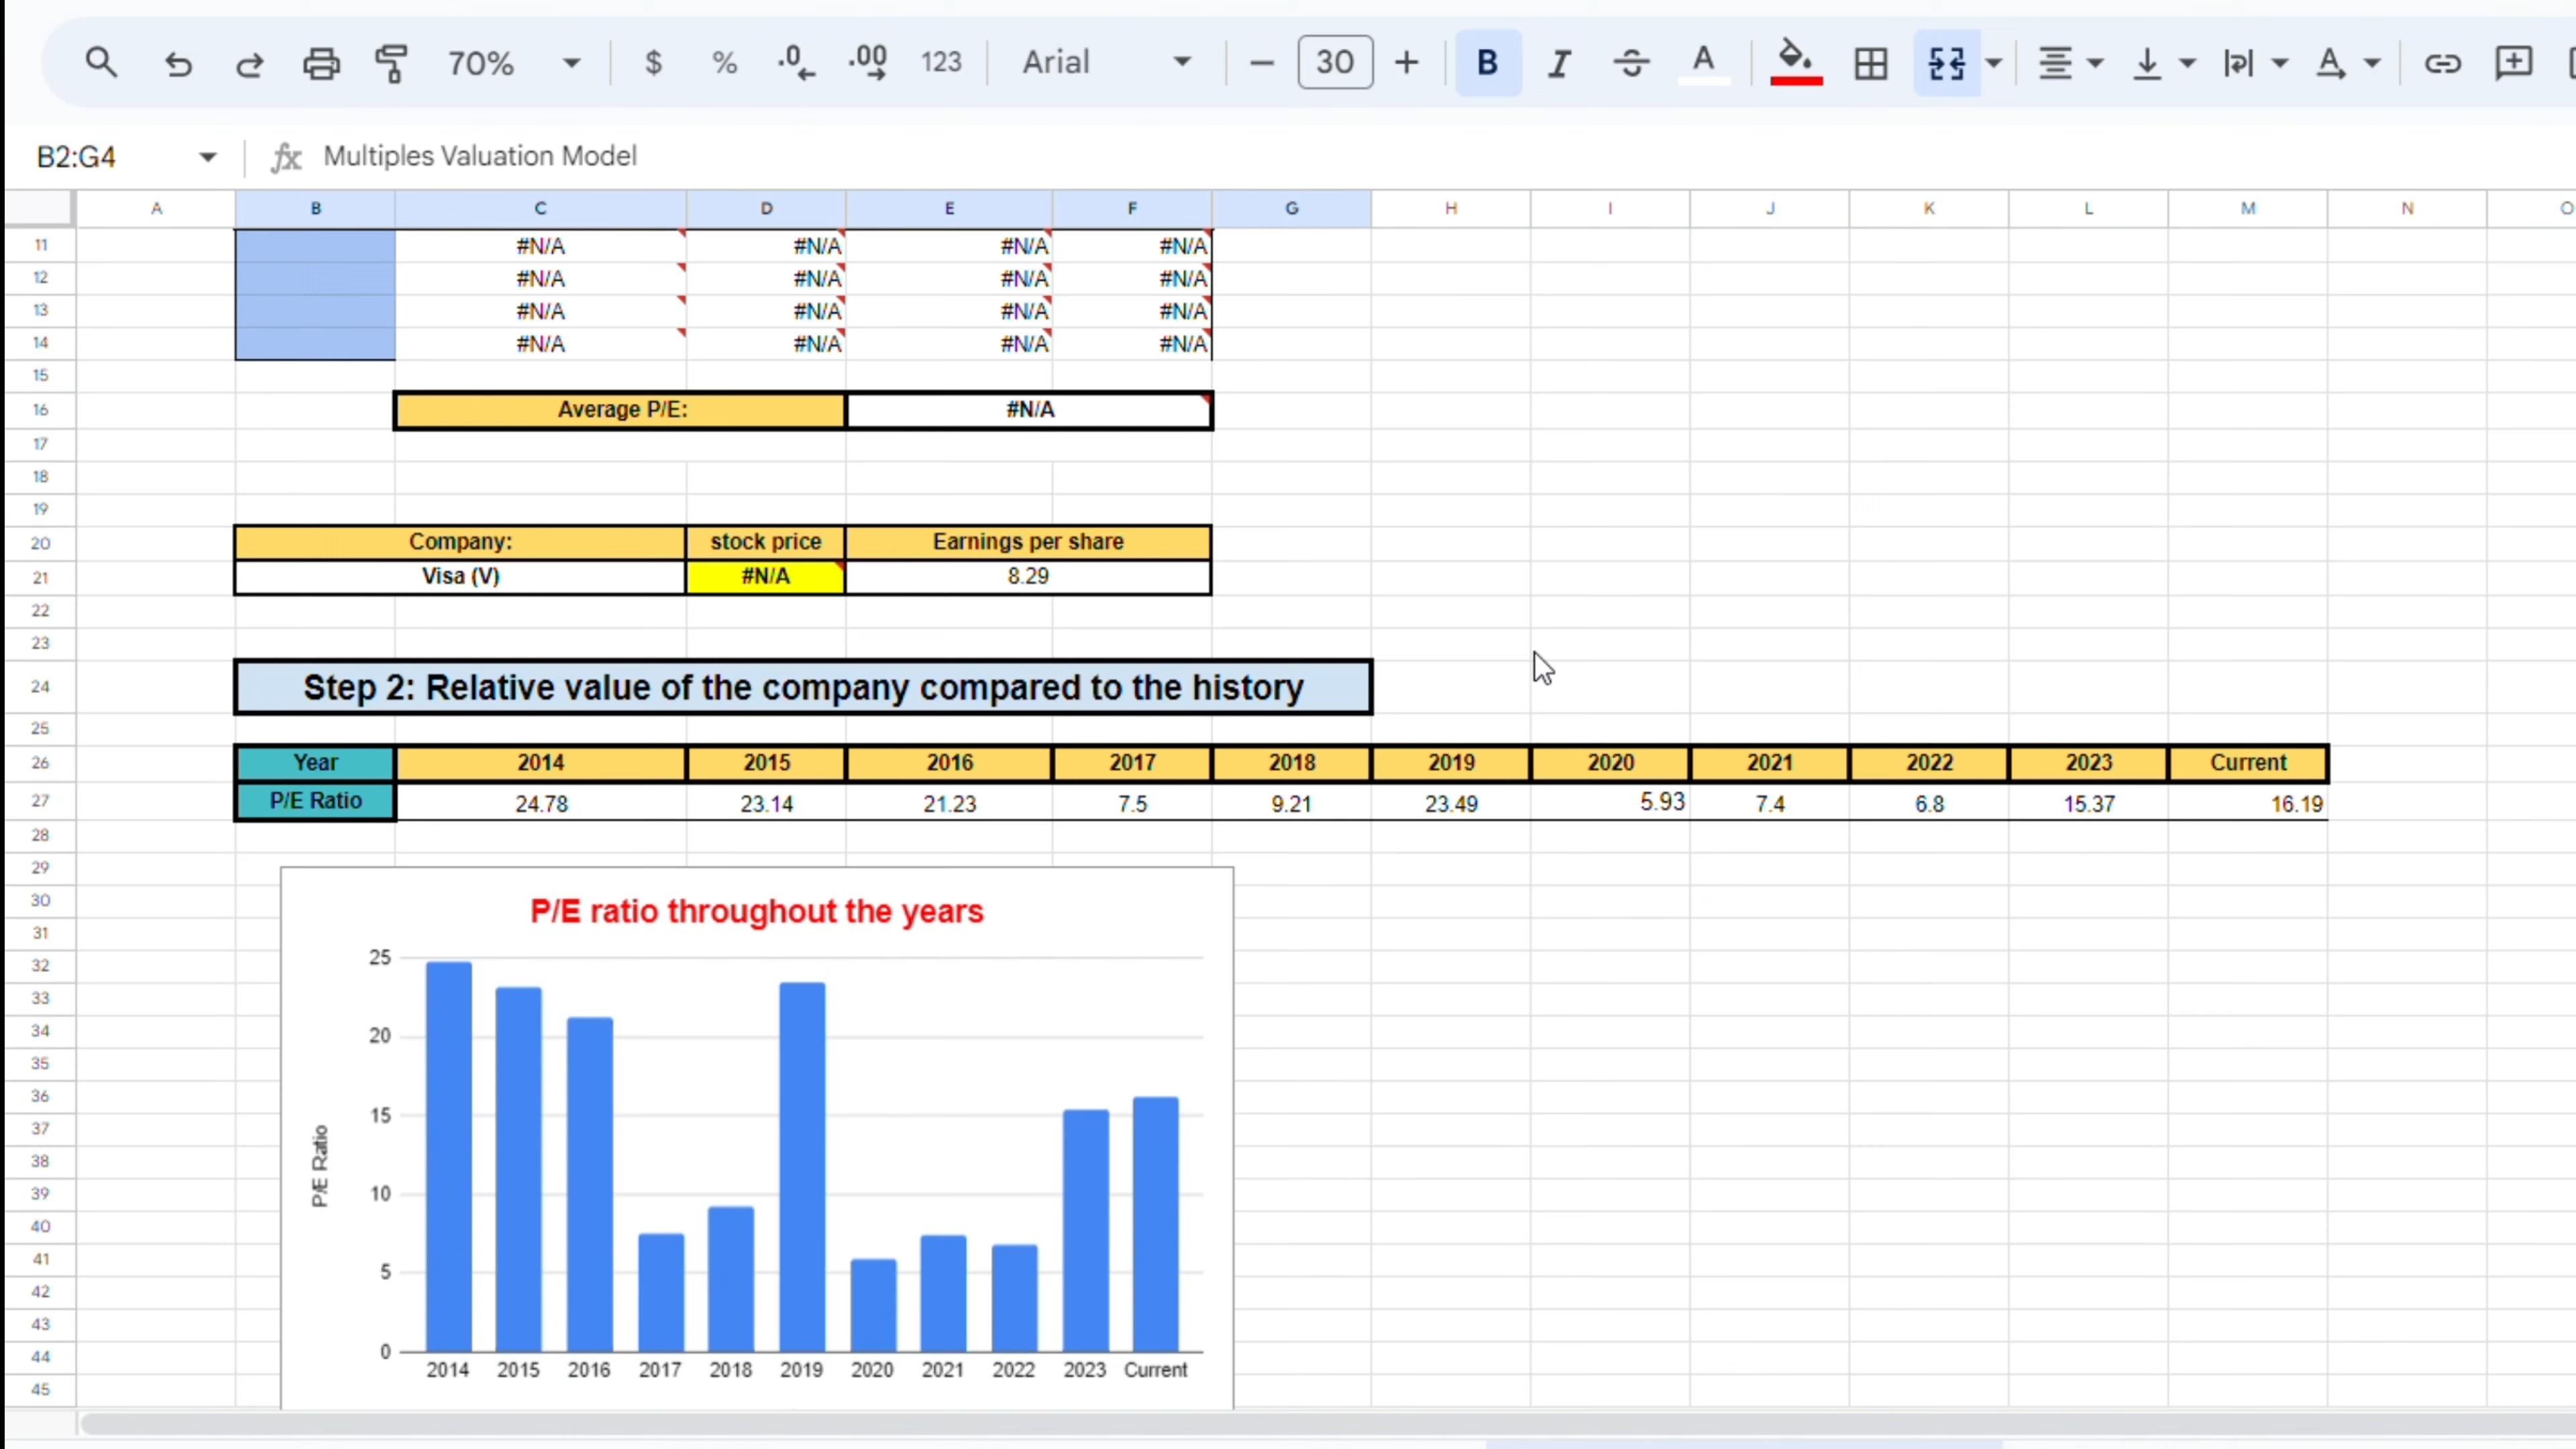 70% $ % .0 .00 123 Arial 30 B I S A A
B2:G4 fx Multiples Valuation Model
A B C D E F G H I J K L M N O
11 #N/A #N/A #N/A #N/A
12 #N/A #N/A #N/A #N/A
13 #N/A #N/A #N/A #N/A
14 #N/A #N/A #N/A #N/A
15
16 Average P/E: #N/A
17
18
19
20 Company: stock price Earnings per share
21 Visa (V) #N/A 8.29
22
23
24 Step 2: Relative value of the company compared to the history
25
26 Year 2014 2015 2016 2017 2018 2019 2020 2021 2022 2023 Current
27 P/E Ratio 24.78 23.14 21.23 7.5 9.21 23.49 5.93 7.4 6.8 15.37 16.19
28
29
30 P/E ratio throughout the years
31
32 25
33
34 20
35
36 15
37
38 P/E Ratio
39 10
40
41 5
42
43
44 0
45 2014 2015 2016 2017 2018 2019 2020 2021 2022 2023 Current